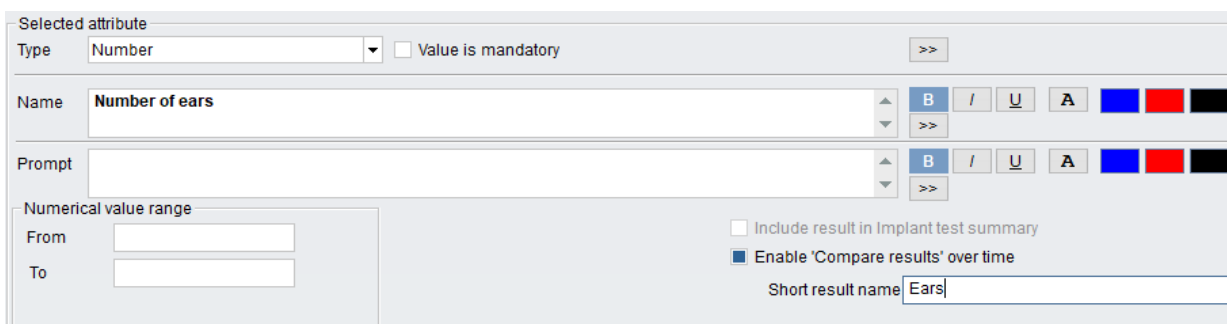 Selected attribute
Type Number Value is mandatory >>
Name Number of ears B I U A
>>
Prompt B I U A
>>
Numerical value range
Include result in Implant test summary
From
Enable 'Compare results' over time
To
Short result name Ears